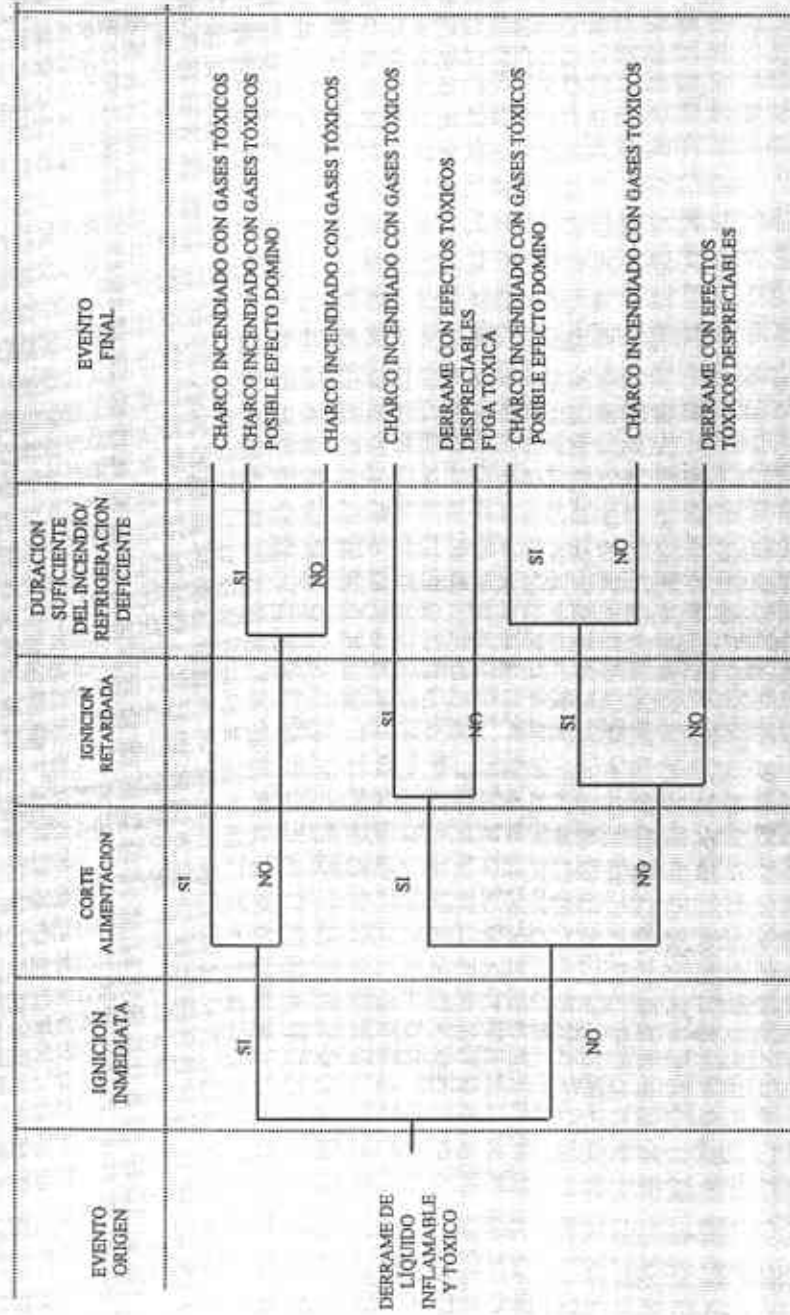 EVENTO
ORIGEN
IGNICION
INMEDIATA
CORTE
ALIMENTACION
IGNICION
RETARDADA
DURACION
SUFICIENTE
DEL INCENDIO/
REFRIGERACION
DEFICIENTE
EVENTO
FINAL
DERRAME DE
LÍQUIDO
INFLAMABLE
Y TÓXICO
SI
NO
SI
NO
SI
NO
SI
NO
SI
NO
SI
NO
SI
NO
CHARCO INCENDIADO CON GASES TÓXICOS
CHARCO INCENDIADO CON GASES TÓXICOS
POSIBLE EFECTO DOMINO
CHARCO INCENDIADO CON GASES TÓXICOS
CHARCO INCENDIADO CON GASES TÓXICOS
DERRAME CON EFECTOS TÓXICOS
DESPRECIABLES
FUGA TOXICA
CHARCO INCENDIADO CON GASES TÓXICOS
POSIBLE EFECTO DOMINO
CHARCO INCENDIADO CON GASES TÓXICOS
DERRAME CON EFECTOS
TÓXICOS DESPRECIABLES